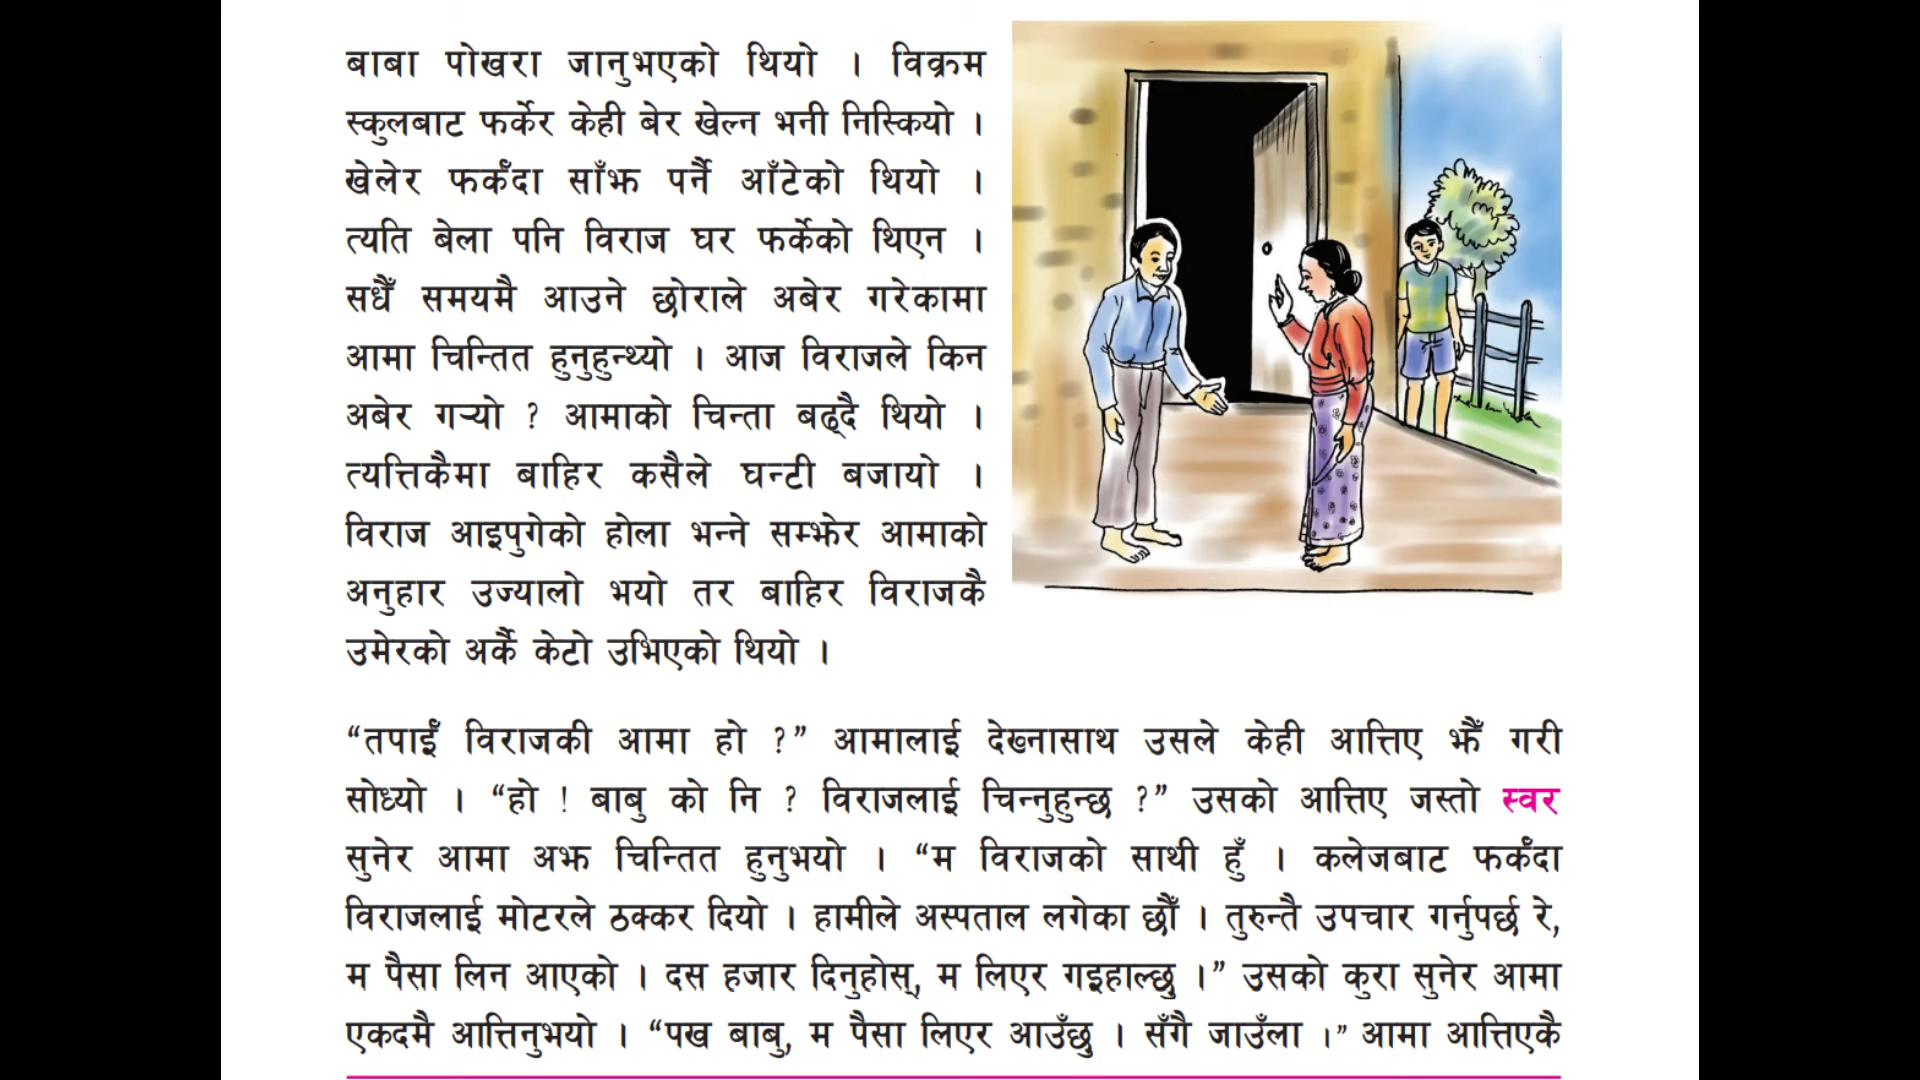 बाबा पोखरा जानुभएको थियो । विक्रम
स्कुलबाट फर्केर केही बेर खेल्न भनी निस्कियो ।
खेलेर फर्कँदा साँझ पर्नै आँटेको थियो ।
त्यति बेला पनि विराज घर फर्केको थिएन ।
सधैँ समयमै आउने छोराले अबेर गरेकामा
आमा चिन्तित हुनुहुन्थ्यो । आज विराजले किन
अबेर गऱ्यो ? आमाको चिन्ता बढ्दै थियो ।
त्यत्तिकैमा बाहिर कसैले घन्टी बजायो ।
विराज आइपुगेको होला भन्ने सम्झेर आमाको
अनुहार उज्यालो भयो तर बाहिर विराजकै
उमेरको अर्कै केटो उभिएको थियो ।
“तपाईँ विराजकी आमा हो ?” आमालाई देख्नासाथ उसले केही आत्तिए झैँ गरी
सोध्यो । “हो ! बाबु को नि ? विराजलाई चिन्नुहुन्छ ?” उसको आत्तिए जस्तो स्वर
सुनेर आमा अझ चिन्तित हुनुभयो । “म विराजको साथी हुँ । कलेजबाट फर्कँदा
विराजलाई मोटरले ठक्कर दियो । हामीले अस्पताल लगेका छौँ । तुरुन्तै उपचार गर्नुपर्छ रे,
म पैसा लिन आएको । दस हजार दिनुहोस्, म लिएर गइहाल्छु ।” उसको कुरा सुनेर आमा
एकदमै आत्तिनुभयो । “पख बाबु, म पैसा लिएर आउँछु । सँगै जाउँला ।” आमा आत्तिएकै